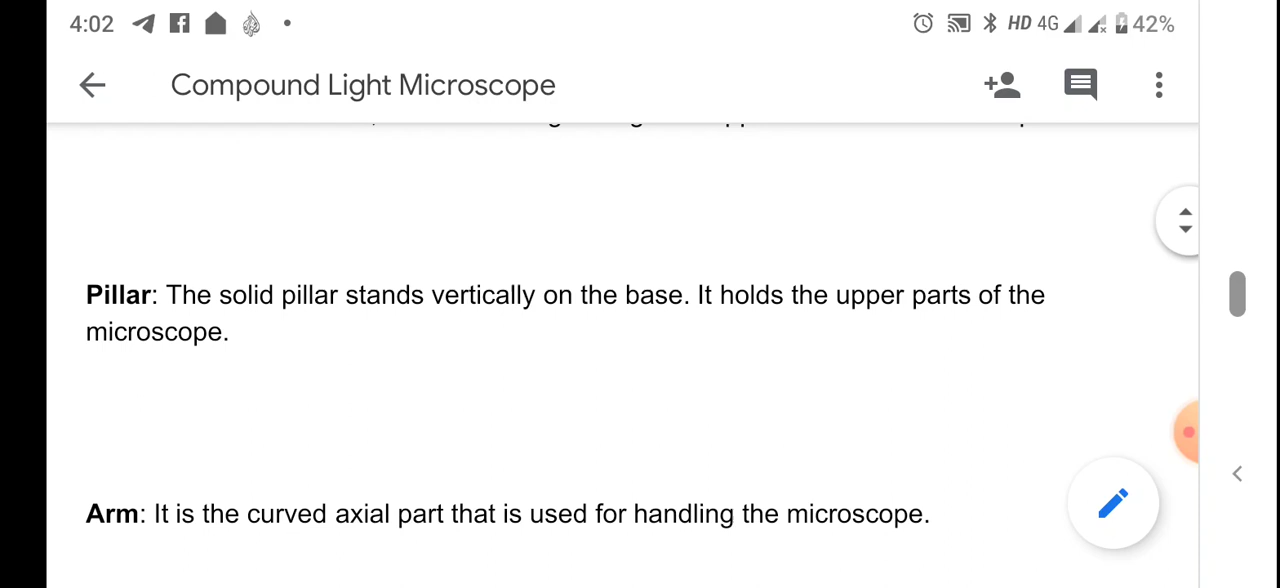 4:02 HD 4G 42%
Compound Light Microscope
Pillar: The solid pillar stands vertically on the base. It holds the upper parts of the
microscope.
Arm: It is the curved axial part that is used for handling the microscope.